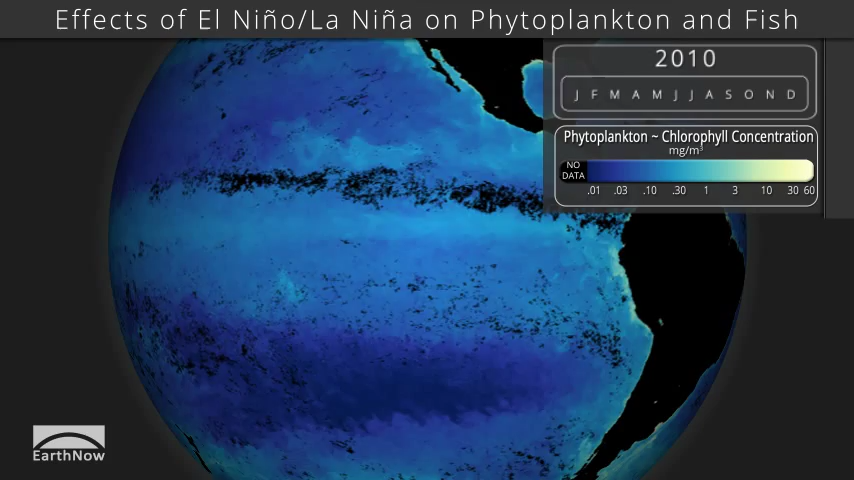 Effects of El Niño/La Niña on Phytoplankton and Fish
2010
J F M A M J J A S O N D
Phytoplankton ~ Chlorophyll Concentration
mg/m³
NO DATA
.01 .03 .10 .30 1 3 10 30 60
EarthNow